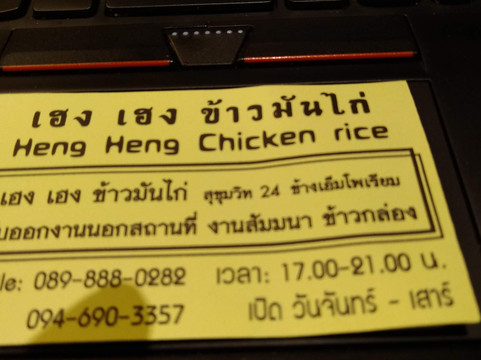 เฮง เฮง ข้าวมันไก่
Heng Heng Chicken rice
เฮง เฮง ข้าวมันไก่ สุขุมวิท 24 ข้างเอ็มโพเรียม
บออกงานนอกสถานที่ งานสัมมนา ข้าวกล่อง
le: 089-888-0282 เวลา: 17.00-21.00 น.
094-690-3357 เปิด วันจันทร์ - เสาร์